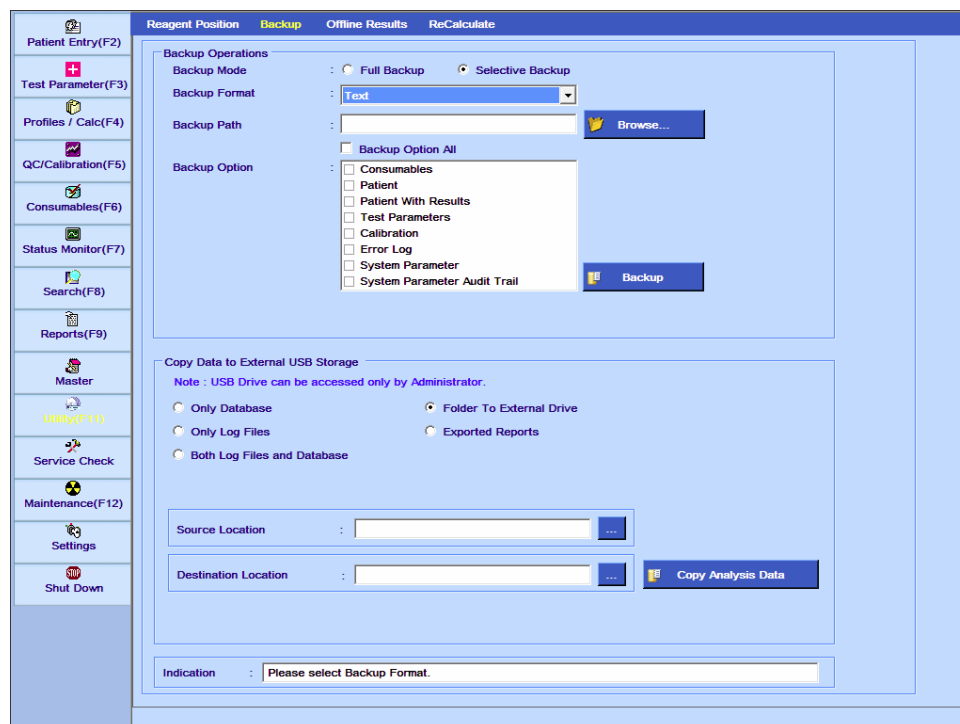 Reagent Position Backup Offline Results ReCalculate
Patient Entry(F2)
Test Parameter(F3)
Profiles / Calc(F4)
QC/Calibration(F5)
Consumables(F6)
Status Monitor(F7)
Search(F8)
Reports(F9)
Master
Utility(F11)
Service Check
Maintenance(F12)
Settings
STOP
Shut Down
Backup Operations
Backup Mode : Full Backup Selective Backup
Backup Format : Text
Backup Path : Browse...
Backup Option All
Backup Option :
Consumables
Patient
Patient With Results
Test Parameters
Calibration
Error Log
System Parameter
System Parameter Audit Trail
Backup
Copy Data to External USB Storage
Note : USB Drive can be accessed only by Administrator.
Only Database Folder To External Drive
Only Log Files Exported Reports
Both Log Files and Database
Source Location : ...
Destination Location : ... Copy Analysis Data
Indication : Please select Backup Format.